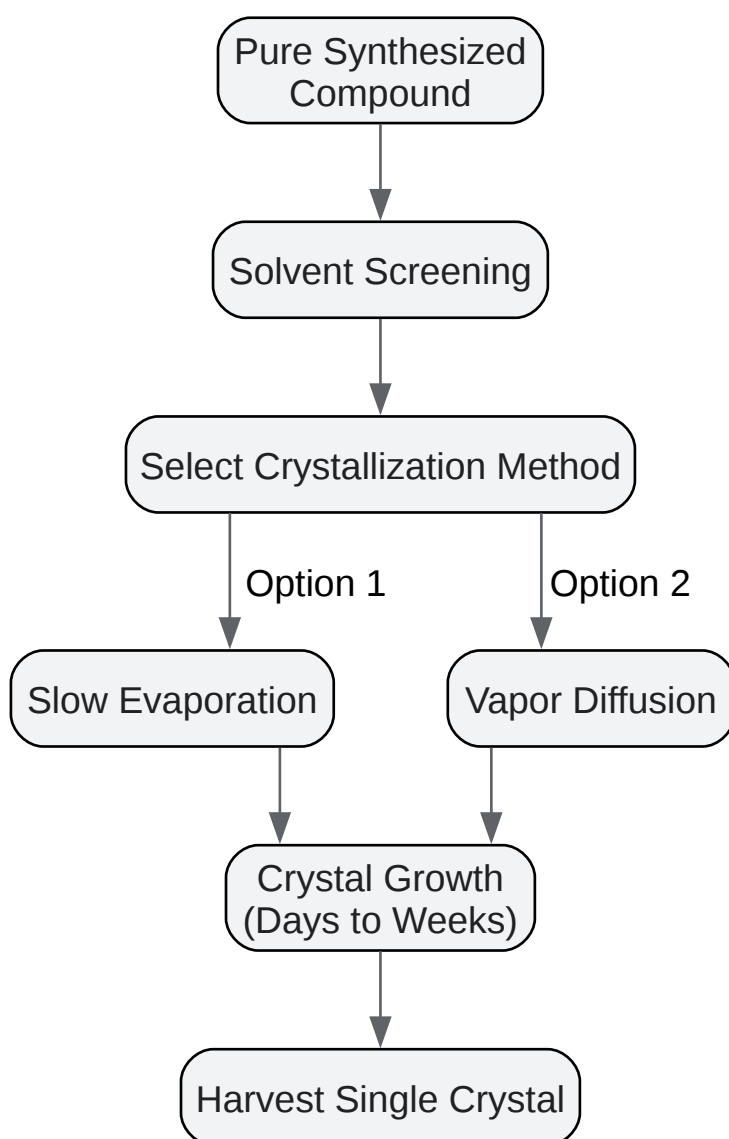 Pure Synthesized
Compound
Solvent Screening
Select Crystallization Method
Option 1
Option 2
Slow Evaporation
Vapor Diffusion
Crystal Growth
(Days to Weeks)
Harvest Single Crystal